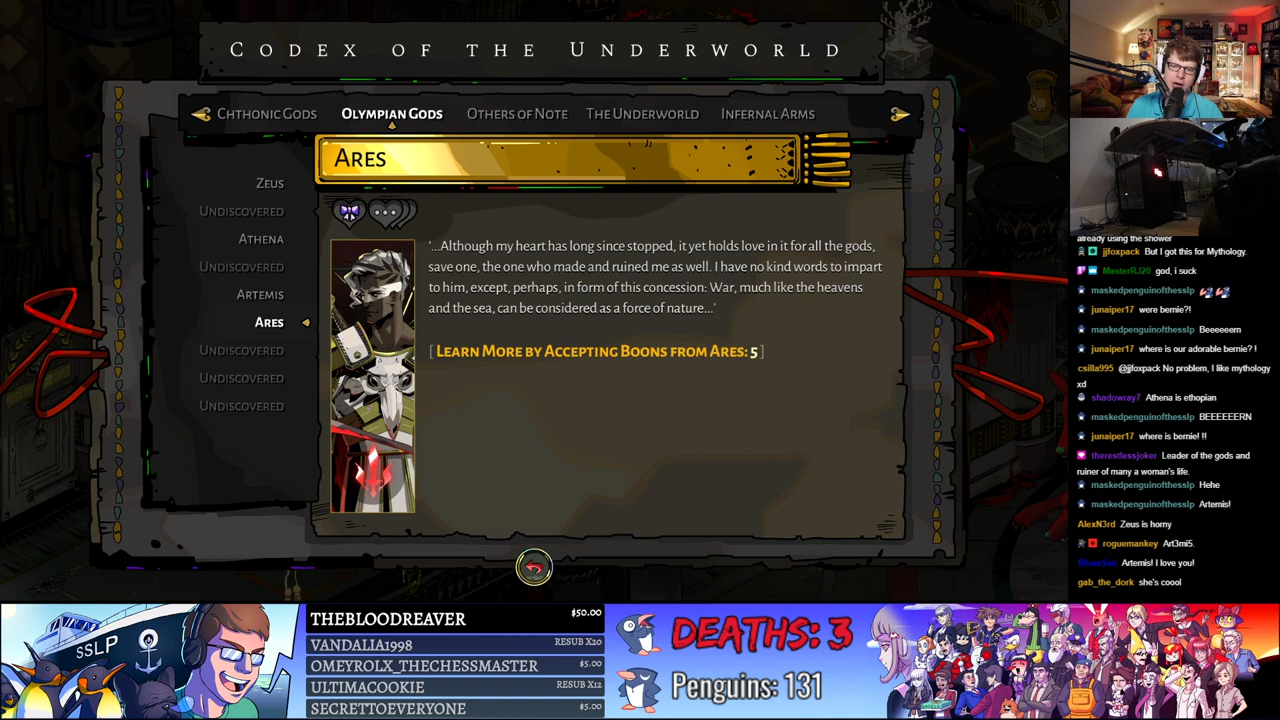 CODEX OF THE UNDERWORLD
CHTHONIC GODS
OLYMPIAN GODS
OTHERS OF NOTE
THE UNDERWORLD
INFERNAL ARMS
ARES
ZEUS
UNDISCOVERED
ATHENA
UNDISCOVERED
ARTEMIS
ARES
UNDISCOVERED
UNDISCOVERED
UNDISCOVERED
'...Although my heart has long since stopped, it yet holds love in it for all the gods,
save one, the one who made and ruined me as well. I have no kind words to impart
to him, except, perhaps, in form of this concession: War, much like the heavens
and the sea, can be considered as a force of nature...'
[ LEARN MORE BY ACCEPTING BOONS FROM ARES: 5 ]
already using the shower
jjfoxpack But I got this for Mythology.
MasterRJ20 god, i suck
maskedpenguinofthesslp
junaiper17 were bernie?!
maskedpenguinofthesslp Beeeeeem
junaiper17 where is our adorable bernie? !
csilla995 @jjfoxpack No problem, I like mythology
xd
shadowray7 Athena is ethopian
maskedpenguinofthesslp BEEEEEERN
junaiper17 where is bernie! !!
therestlessjoker Leader of the gods and
ruiner of many a woman's life.
maskedpenguinofthesslp Hehe
maskedpenguinofthesslp Artemis!
AlexN3rd Zeus is horny
roguemankey Art3mi5.
Artemis! I love you!
gab_the_dork she's coool
SSLP
THEBLOODREAVER $50.00
VANDALIA1998 RESUB X20
OMEYROLX_THECHESSMASTER $5.00
ULTIMACOOKIE RESUB X12
SECRETTOEVERYONE $5.00
DEATHS: 3
Penguins: 131